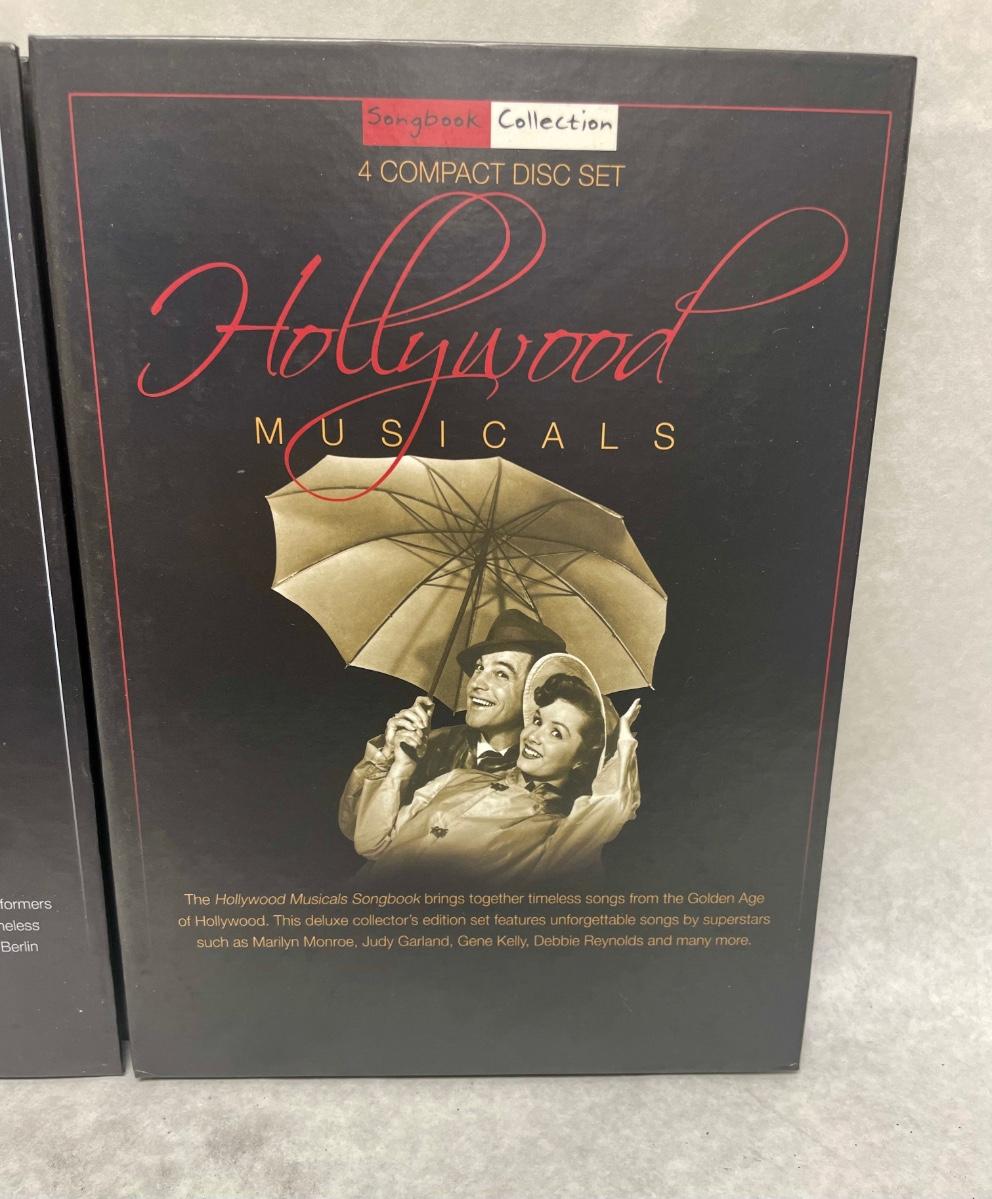 Songbook Collection
4 COMPACT DISC SET
Hollywood
MUSICALS
The Hollywood Musicals Songbook brings together timeless songs from the Golden Age
of Hollywood. This deluxe collector's edition set features unforgettable songs by superstars
such as Marilyn Monroe, Judy Garland, Gene Kelly, Debbie Reynolds and many more.
formers
neless
Berlin